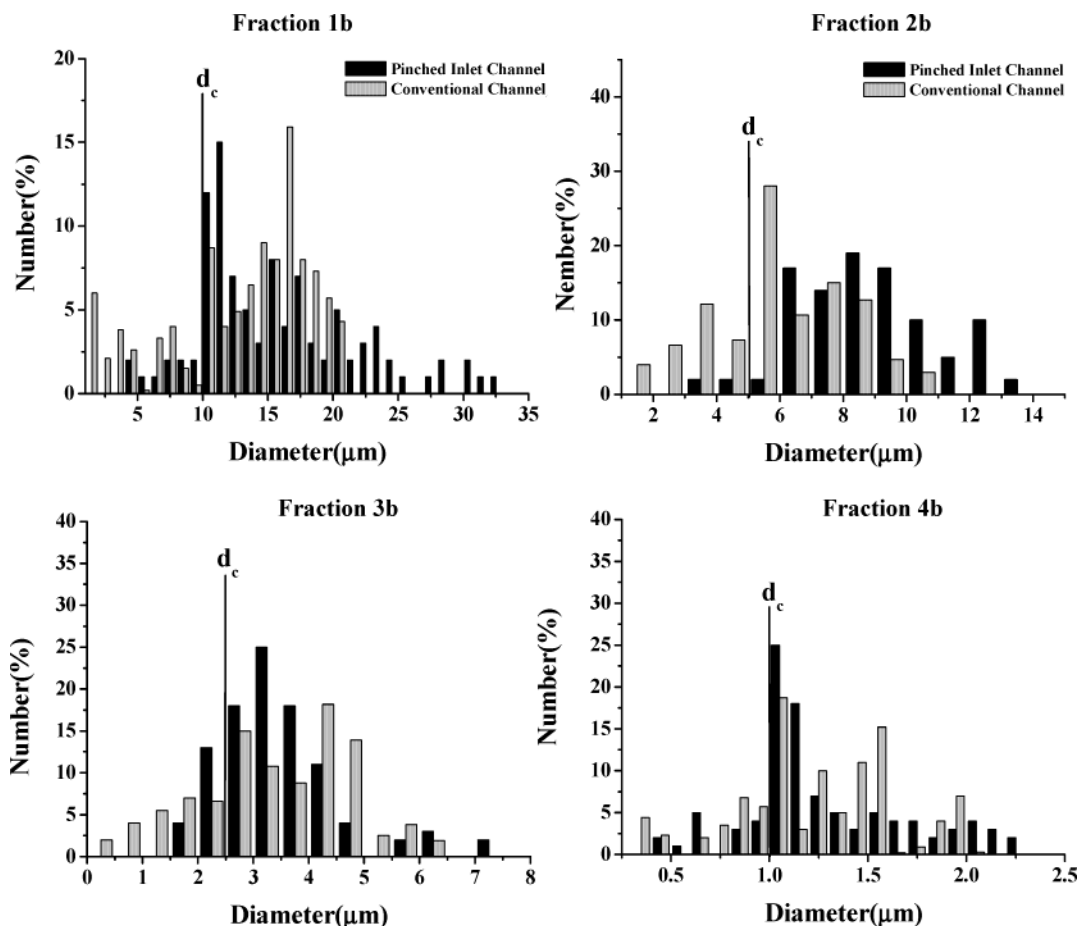 Fraction 1b
Number(%)
20
15
10
5
0
d c
Pinched Inlet Channel
Conventional Channel
5 10 15 20 25 30 35
Diameter(μm)
Fraction 2b
Nember(%)
40
30
20
10
0
d c
Pinched Inlet Channel
Conventional Channel
2 4 6 8 10 12 14
Diameter(μm)
Fraction 3b
Number(%)
40
35
30
25
20
15
10
5
0
d c
0 1 2 3 4 5 6 7 8
Diameter(μm)
Fraction 4b
Number(%)
40
35
30
25
20
15
10
5
0
d c
0.5 1.0 1.5 2.0 2.5
Diameter(μm)